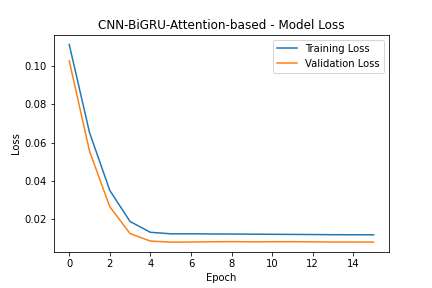 CNN-BiGRU-Attention-based - Model Loss
Training Loss
Validation Loss
Loss
0.10
0.08
0.06
0.04
0.02
0 2 4 6 8 10 12 14
Epoch